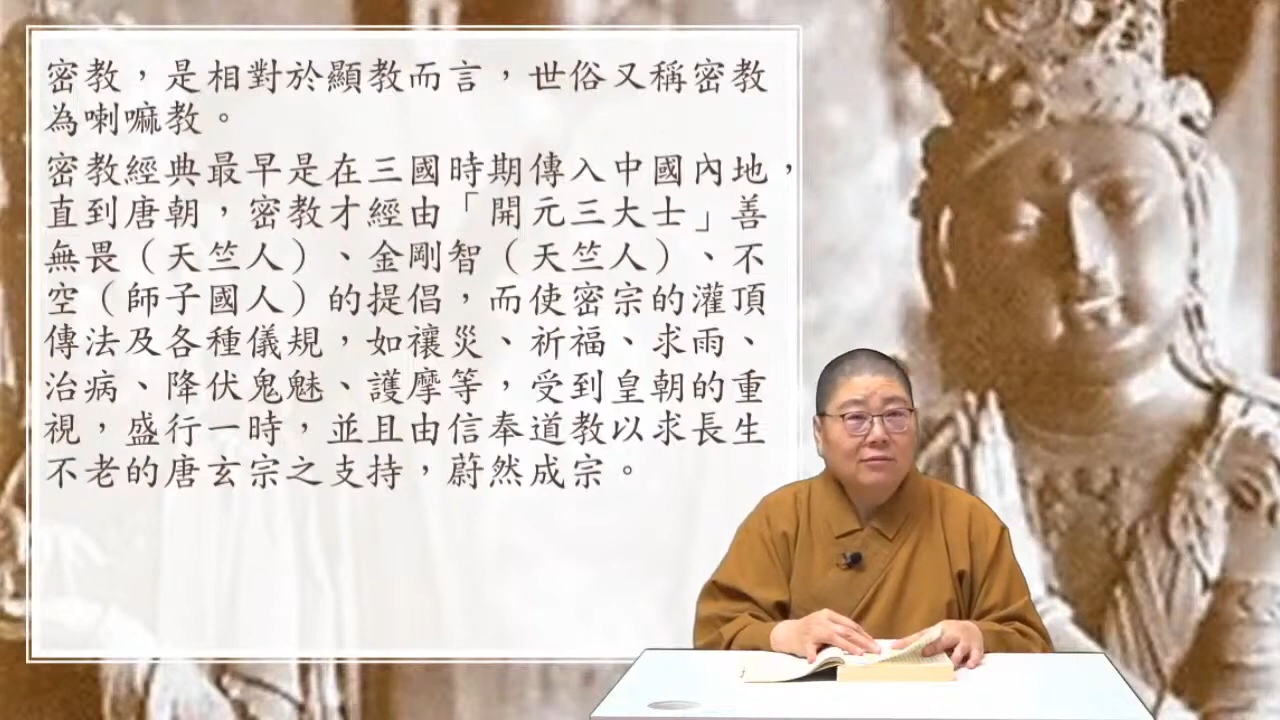 密教，是相對於顯教而言，世俗又稱密教
為喇嘛教。
密教經典最早是在三國時期傳入中國內地，
直到唐朝，密教才經由「開元三大士」善
無畏（天竺人）、金剛智（天竺人）、不
空（師子國人）的提倡，而使密宗的灌頂
傳法及各種儀規，如禳災、祈福、求雨、
治病、降伏鬼魅、護摩等，受到皇朝的重
視，盛行一時，並且由信奉道教以求長生
不老的唐玄宗之支持，蔚然成宗。